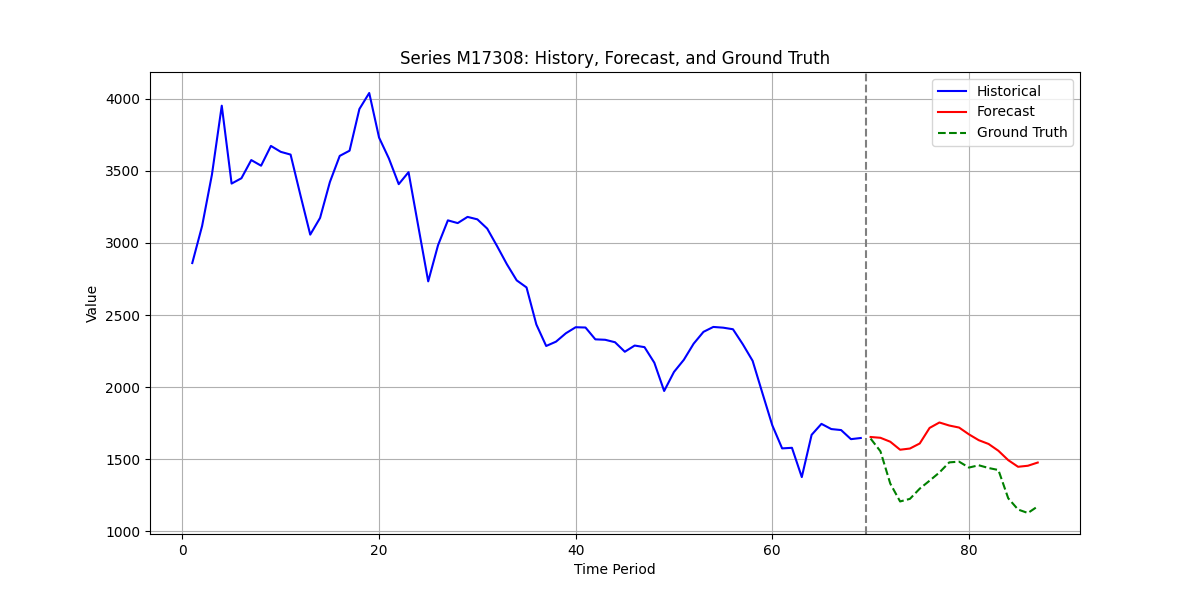 Series M17308: History, Forecast, and Ground Truth
Historical
Forecast
Ground Truth
Value
4000
3500
3000
2500
2000
1500
1000
0
20
40
60
80
Time Period